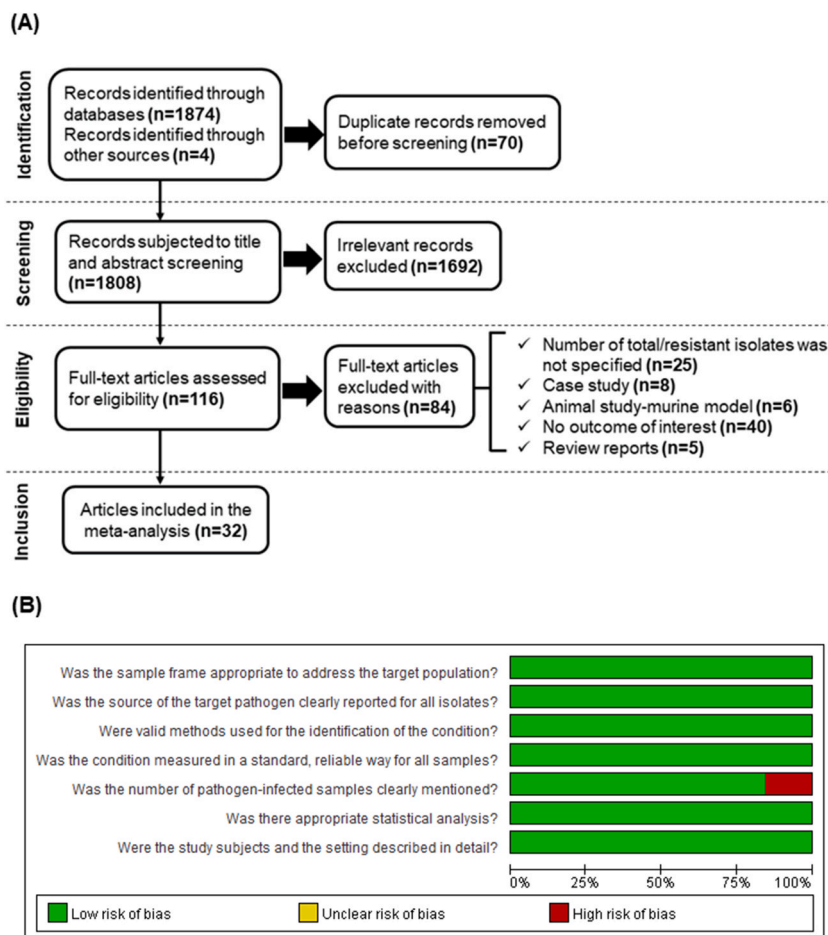 (A)
Identification
Records identified through
databases (n=1874)
Records identified through
other sources (n=4)
Duplicate records removed
before screening (n=70)
Screening
Records subjected to title
and abstract screening
(n=1808)
Irrelevant records
excluded (n=1692)
Eligibility
Full-text articles assessed
for eligibility (n=116)
Full-text articles
excluded with
reasons (n=84)
✓ Number of total/resistant isolates was
not specified (n=25)
✓ Case study (n=8)
✓ Animal study-murine model (n=6)
✓ No outcome of interest (n=40)
✓ Review reports (n=5)
Inclusion
Articles included in the
meta-analysis (n=32)
(B)
Was the sample frame appropriate to address the target population?
Was the source of the target pathogen clearly reported for all isolates?
Were valid methods used for the identification of the condition?
Was the condition measured in a standard, reliable way for all samples?
Was the number of pathogen-infected samples clearly mentioned?
Was there appropriate statistical analysis?
Were the study subjects and the setting described in detail?
0% 25% 50% 75% 100%
Low risk of bias Unclear risk of bias High risk of bias